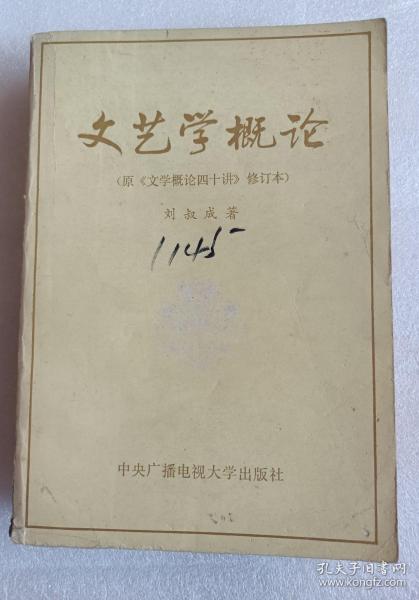 文艺学概论
（原《文学概论四十讲》修订本）
刘叔成著
1145
中央广播电视大学出版社
孔夫子旧书网
www.kongfz.com